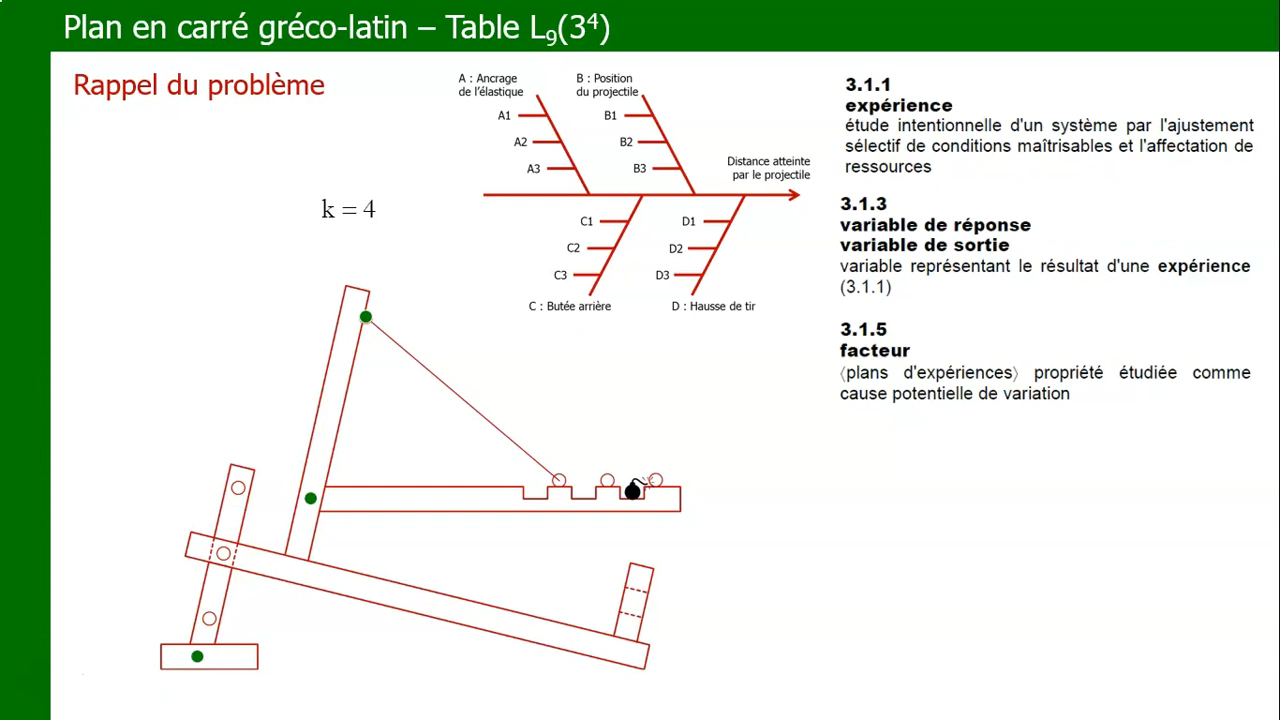 Plan en carré gréco-latin – Table L₉(3⁴)
Rappel du problème
A : Ancrage
de l'élastique
B : Position
du projectile
A1
A2
A3
B1
B2
B3
Distance atteinte
par le projectile
k = 4
C1
C2
C3
D1
D2
D3
C : Butée arrière
D : Hausse de tir
3.1.1
expérience
étude intentionnelle d'un système par l'ajustement
sélectif de conditions maîtrisables et l'affectation de
ressources
3.1.3
variable de réponse
variable de sortie
variable représentant le résultat d'une expérience
(3.1.1)
3.1.5
facteur
〈plans d'expériences〉 propriété étudiée comme
cause potentielle de variation